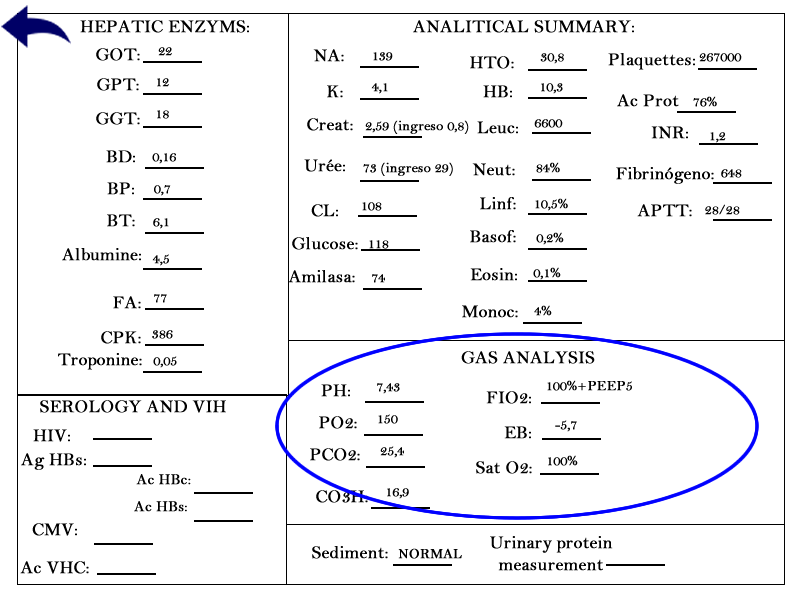 HEPATIC ENZYMS:
GOT: 22
GPT: 12
GGT: 18
BD: 0,16
BP: 0,7
BT: 6,1
Albumine: 4,5
FA: 77
CPK: 386
Troponine: 0,05
SEROLOGY AND VIH
HIV:
Ag HBs:
Ac HBc:
Ac HBs:
CMV:
Ac VHC:
ANALITICAL SUMMARY:
NA: 139
K: 4,1
Creat: 2,59 (ingreso 0,8)
Urée: 73 (ingreso 29)
CL: 108
Glucose: 118
Amilasa: 74
HTO: 30,8
HB: 10,3
Leuc: 6600
Neut: 84%
Linf: 10,5%
Basof: 0,2%
Eosin: 0,1%
Monoc: 4%
Plaquettes: 267000
Ac Prot 76%
INR: 1,2
Fibrinógeno: 648
APTT: 28/28
GAS ANALYSIS
PH: 7,43
PO2: 150
PCO2: 25,4
CO3H: 16,9
FIO2: 100%+PEEP5
EB: -5,7
Sat O2: 100%
Sediment: NORMAL
Urinary protein
measurement